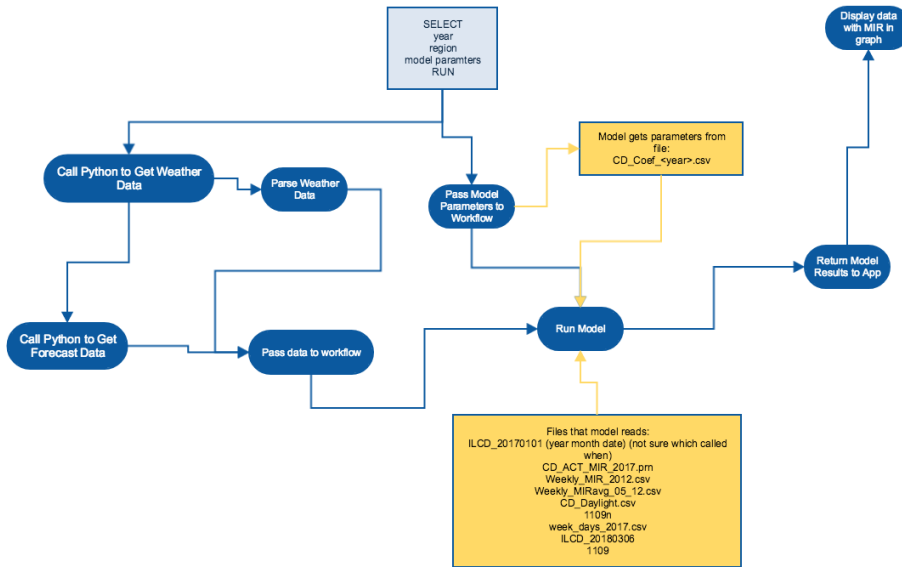 SELECT
year
region
model paramters
RUN
Display data
with MIR in
graph
Model gets parameters from
file:
CD_Coef_<year>.csv
Call Python to Get Weather
Data
Parse Weather
Data
Pass Model
Parameters to
Workflow
Return Model
Results to App
Call Python to Get
Forecast Data
Pass data to workflow
Run Model
Files that model reads:
ILCD_20170101 (year month date) (not sure which called
when)
CD_ACT_MIR_2017.prn
Weekly_MIR_2012.csv
Weekly_MIRavg_05_12.csv
CD_Daylight.csv
1109n
week_days_2017.csv
ILCD_20180306
1109